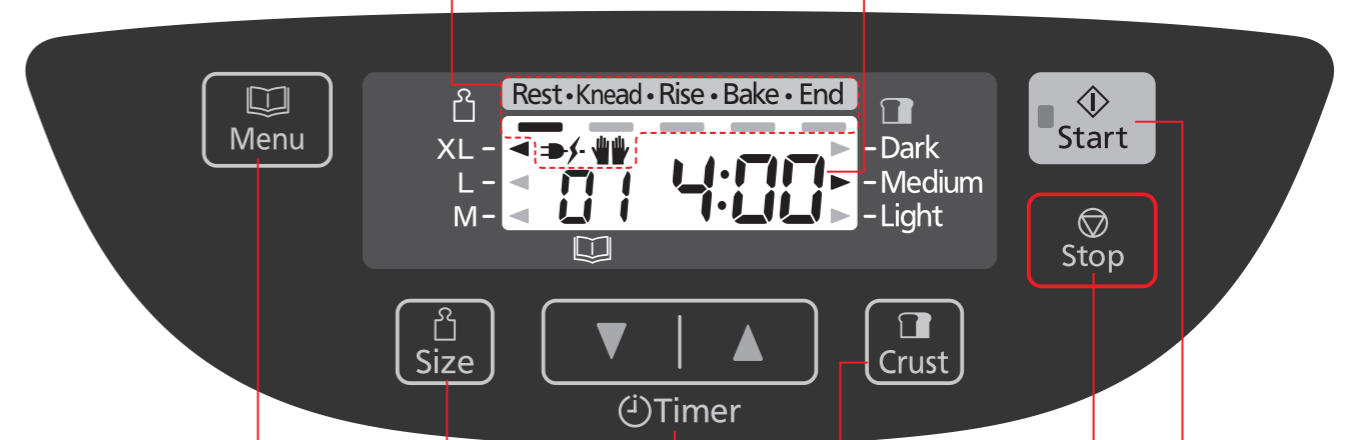 Rest • Knead • Rise • Bake • End
Menu
XL
L
M
01 4:00
Dark
Medium
Light
Start
Stop
Size
Crust
Timer